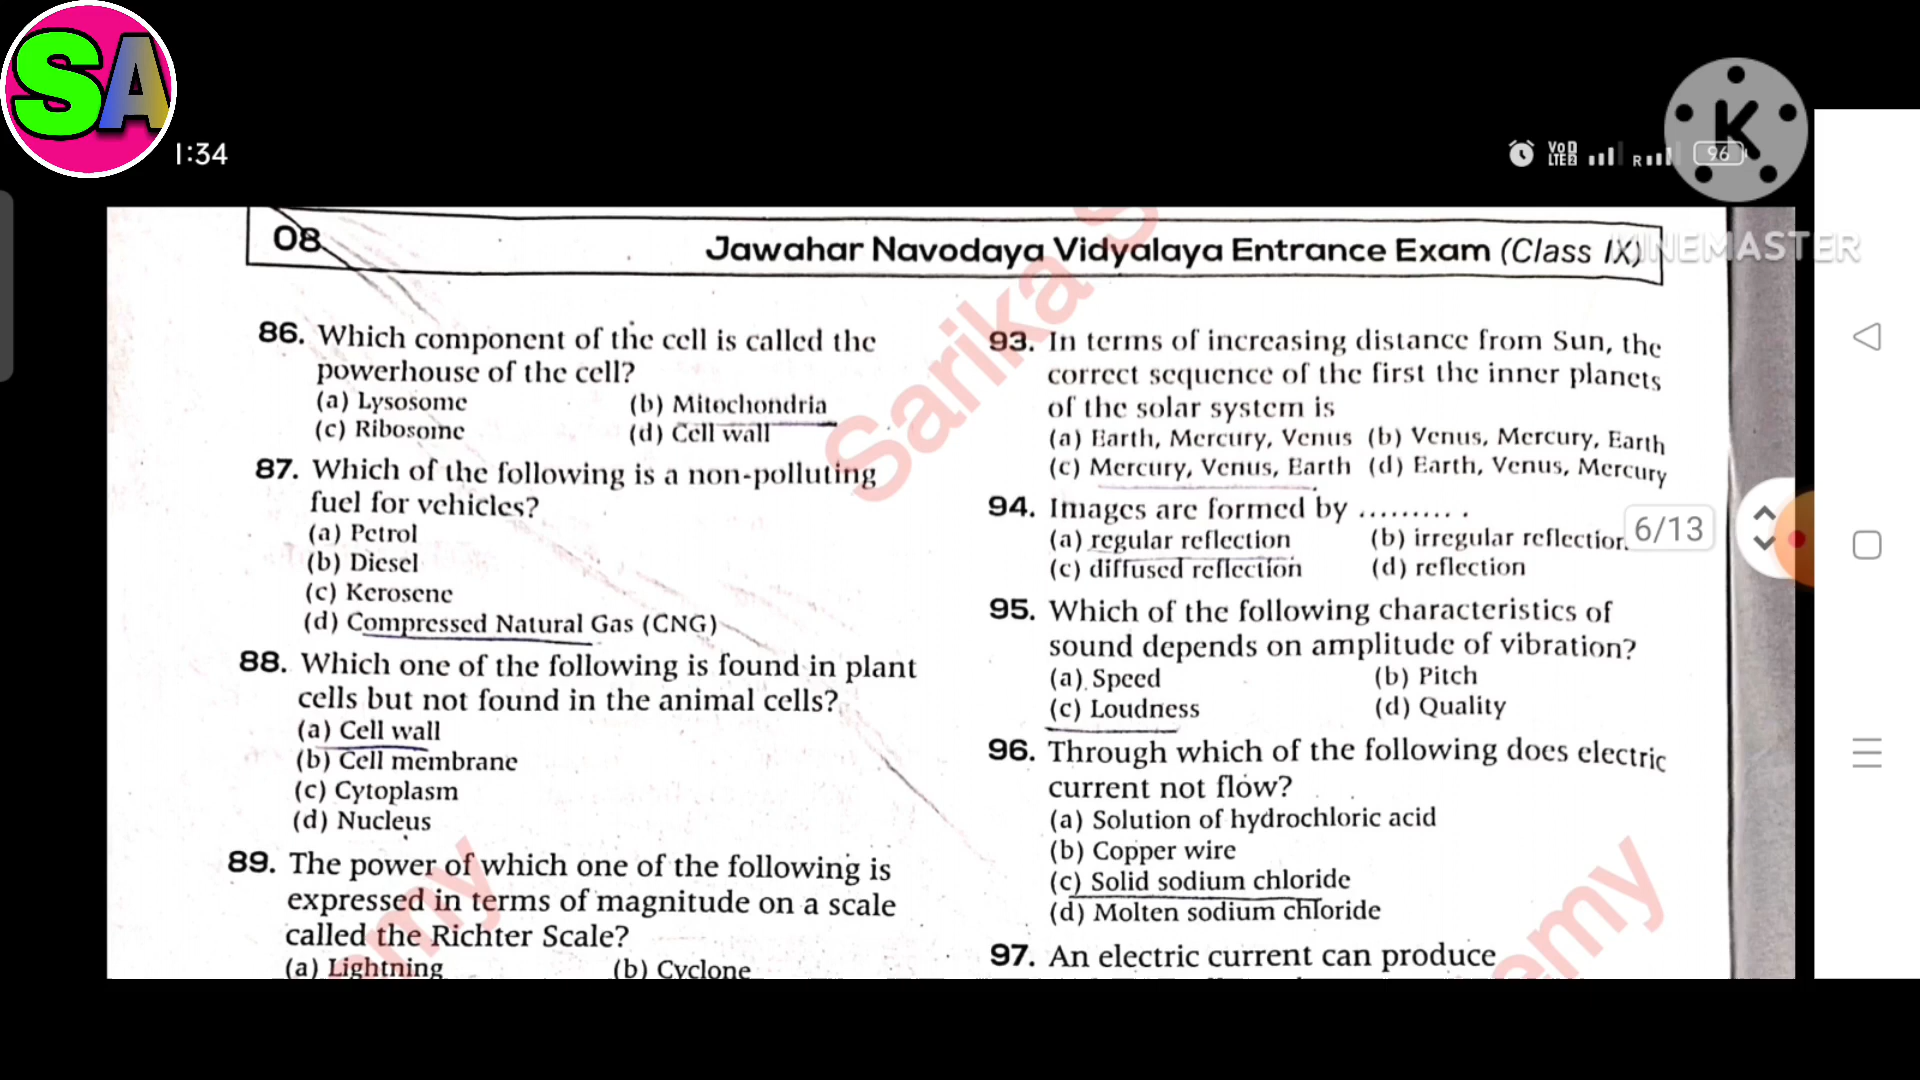 SA
1:34
VoD LTE2 R 96
K
KINEMASTER
08
Jawahar Navodaya Vidyalaya Entrance Exam (Class IX)
86. Which component of the cell is called the
powerhouse of the cell?
(a) Lysosome (b) Mitochondria
(c) Ribosome (d) Cell wall
87. Which of the following is a non-polluting
fuel for vehicles?
(a) Petrol
(b) Diesel
(c) Kerosene
(d) Compressed Natural Gas (CNG)
88. Which one of the following is found in plant
cells but not found in the animal cells?
(a) Cell wall
(b) Cell membrane
(c) Cytoplasm
(d) Nucleus
89. The power of which one of the following is
expressed in terms of magnitude on a scale
called the Richter Scale?
(a) Lightning (b) Cyclone
93. In terms of increasing distance from Sun, the
correct sequence of the first the inner planets
of the solar system is
(a) Earth, Mercury, Venus (b) Venus, Mercury, Earth
(c) Mercury, Venus, Earth (d) Earth, Venus, Mercury
94. Images are formed by ..........
(a) regular reflection (b) irregular reflection
(c) diffused reflection (d) reflection
95. Which of the following characteristics of
sound depends on amplitude of vibration?
(a) Speed (b) Pitch
(c) Loudness (d) Quality
96. Through which of the following does electric
current not flow?
(a) Solution of hydrochloric acid
(b) Copper wire
(c) Solid sodium chloride
(d) Molten sodium chloride
97. An electric current can produce
6/13
Sarika S
emy
emy